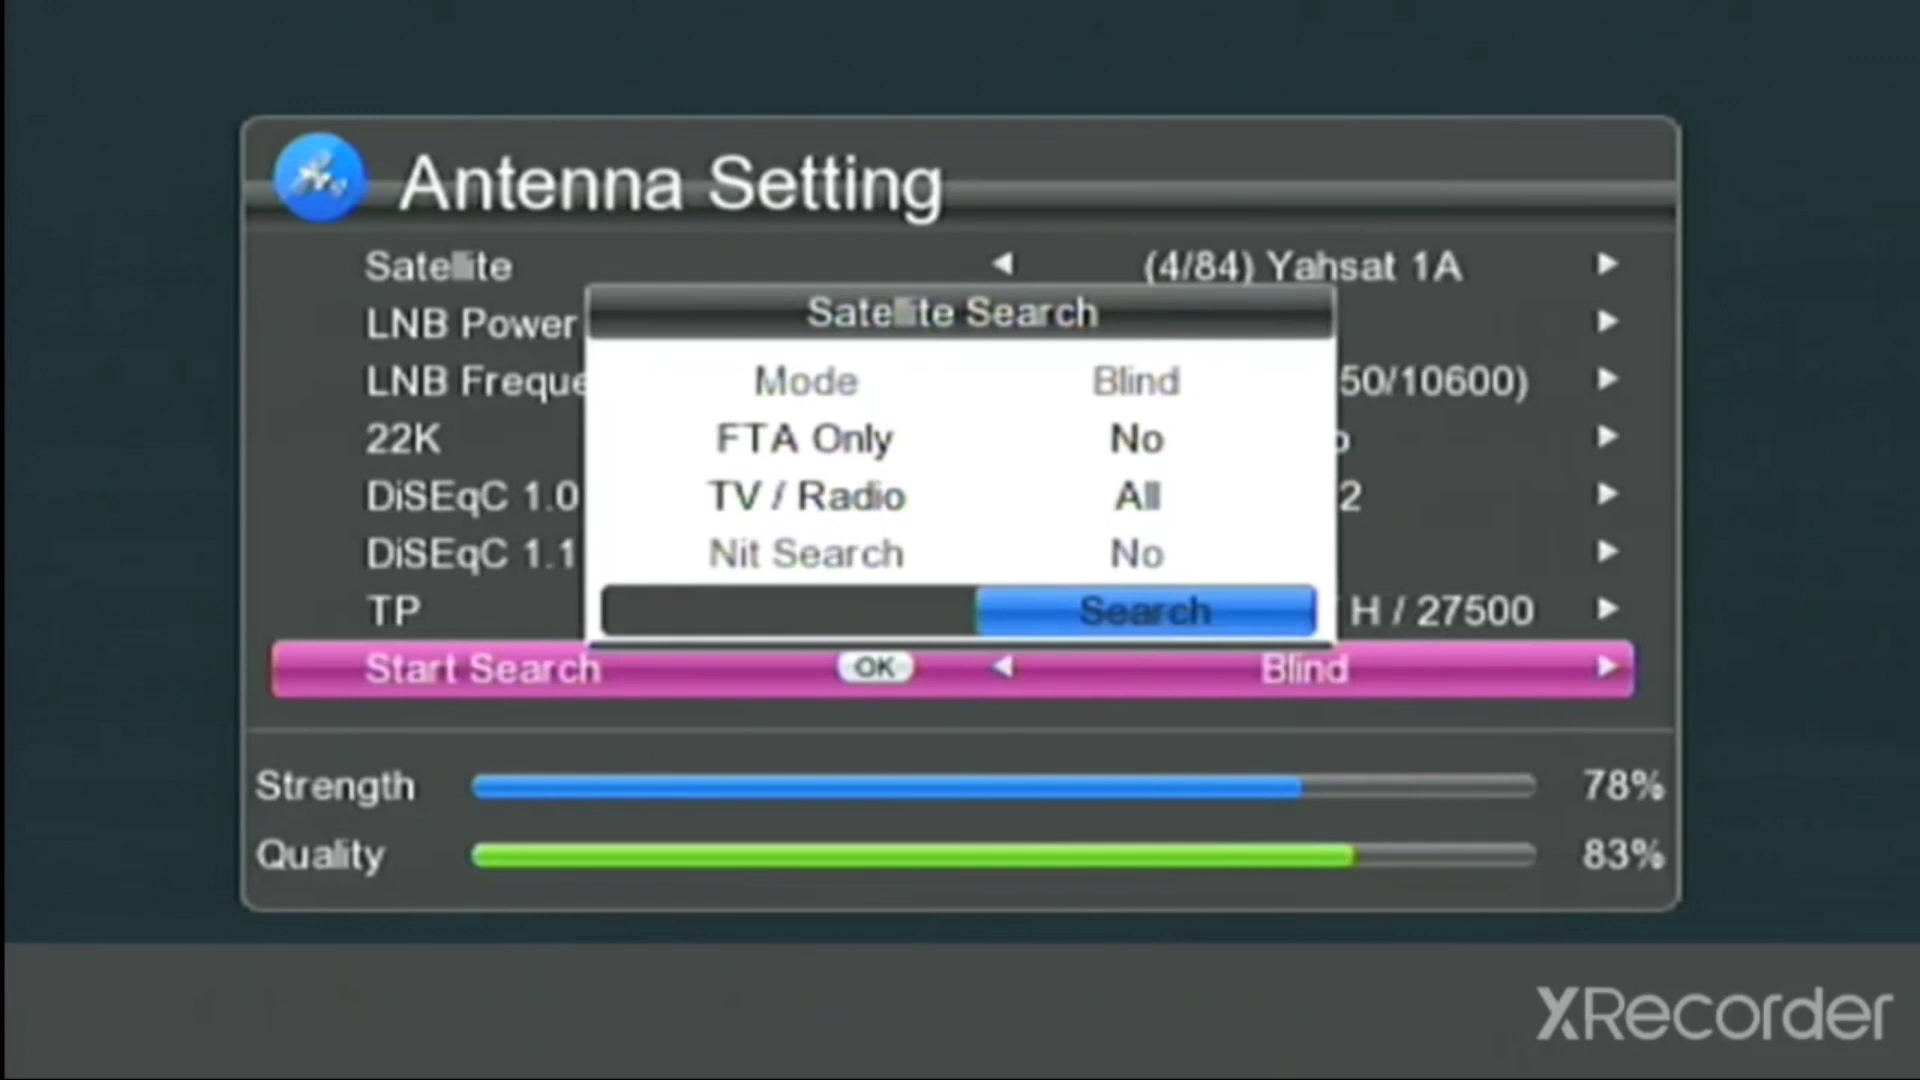 Antenna Setting
Satellite (4/84) Yahsat 1A
Satellite Search
LNB Power
Mode Blind
LNB Freque 50/10600)
FTA Only No
22K
TV / Radio All
DiSEqC 1.0 2
Nit Search No
DiSEqC 1.1
Search
TP H / 27500
Start Search OK Blind
Strength 78%
Quality 83%
XRecorder